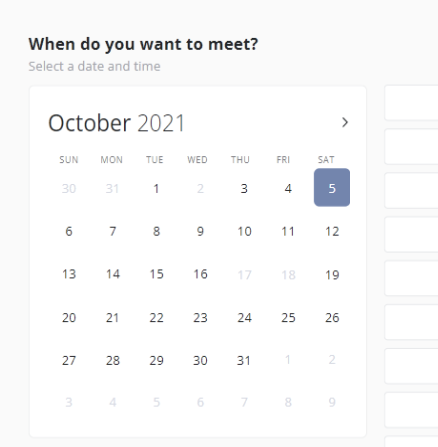 When do you want to meet?
Select a date and time
October 2021
SUN MON TUE WED THU FRI SAT
30 31 1 2 3 4 5
6 7 8 9 10 11 12
13 14 15 16 17 18 19
20 21 22 23 24 25 26
27 28 29 30 31 1 2
3 4 5 6 7 8 9